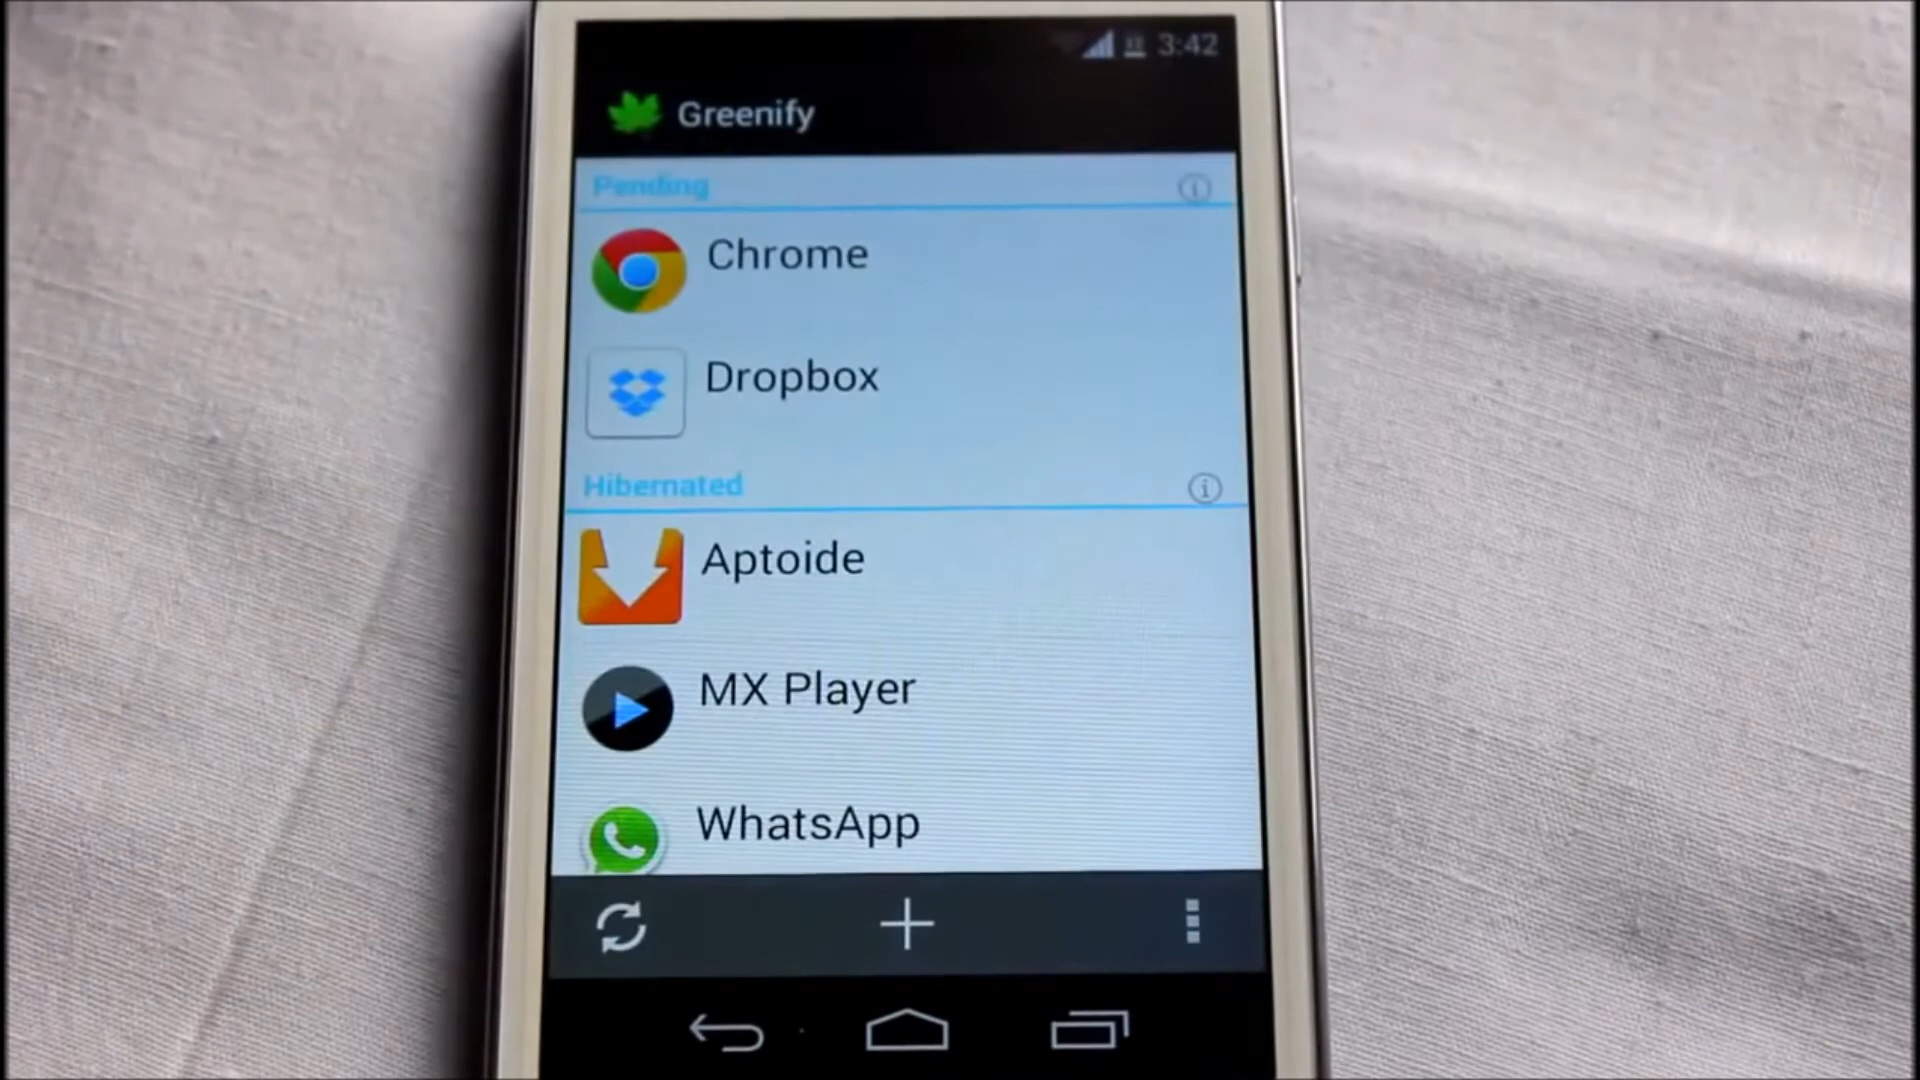 3:42
Greenify
Pending
Chrome
Dropbox
Hibernated
Aptoide
MX Player
WhatsApp